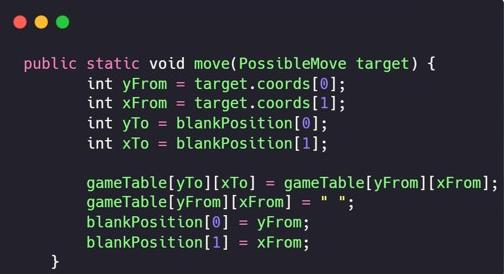 public static void move(PossibleMove target) {
int yFrom = target.coords[0];
int xFrom = target.coords[1];
int yTo = blankPosition[0];
int xTo = blankPosition[1];
gameTable[yTo][xTo] = gameTable[yFrom][xFrom];
gameTable[yFrom][xFrom] = " ";
blankPosition[0] = yFrom;
blankPosition[1] = xFrom;
}